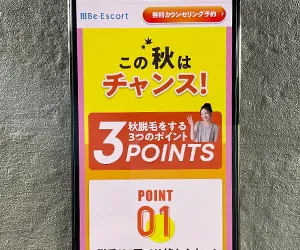 Be·Escort
無料カウンセリング予約
この秋は
チャンス!
秋脱毛をする
3つのポイント
3 POINTS
POINT
01